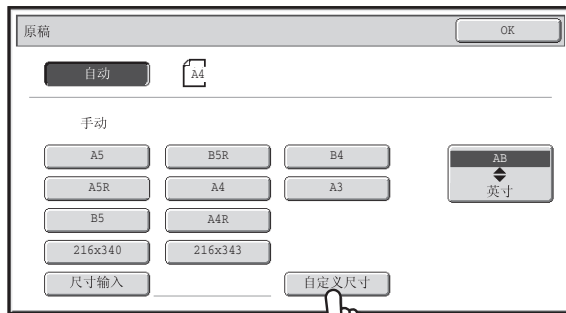 原稿 OK
自动 A4
手动
A5 B5R B4 AB
A5R A4 A3 英寸
B5 A4R
216x340 216x343
尺寸输入 自定义尺寸